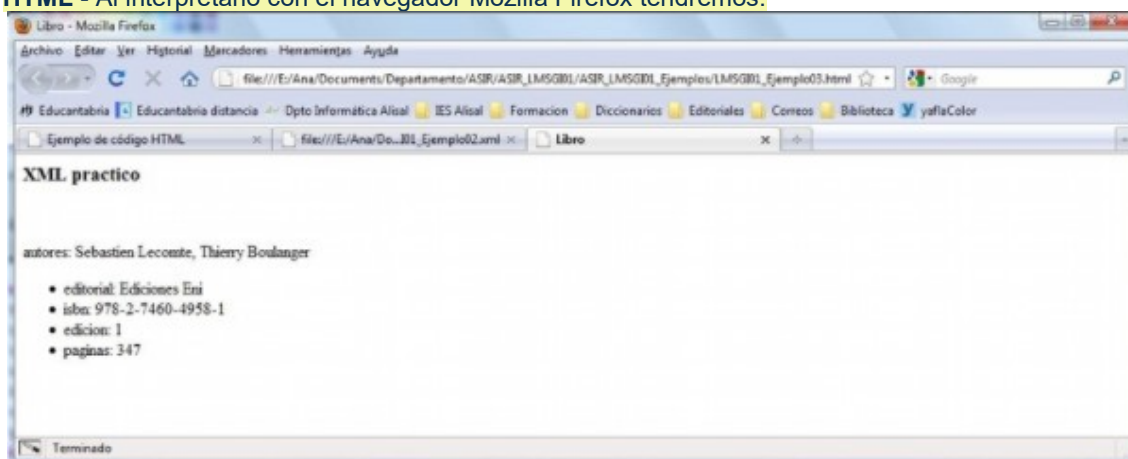 HTML - Al interpretarlo con el navegador Mozilla Firefox tendremos:
Libro - Mozilla Firefox
Archivo Editar Ver Historial Marcadores Herramientas Ayuda
file:///E:/Ana/Documents/Departamento/ASIR/ASIR_LMSGI01/ASIR_LMSGI01_Ejemplos/LMSGI01_Ejemplo03.html Google
Educantabria Educantabria distancia Dpto Informática Alisal IES Alisal Formacion Diccionarios Editoriales Correos Biblioteca yaflaColor
Ejemplo de código HTML file:///E:/Ana/Do...I01_Ejemplo02.xml Libro
XML practico
autores: Sebastien Lecomte, Thierry Boulanger
editorial: Ediciones Eni
isbn: 978-2-7460-4958-1
edicion: 1
paginas: 347
Terminado